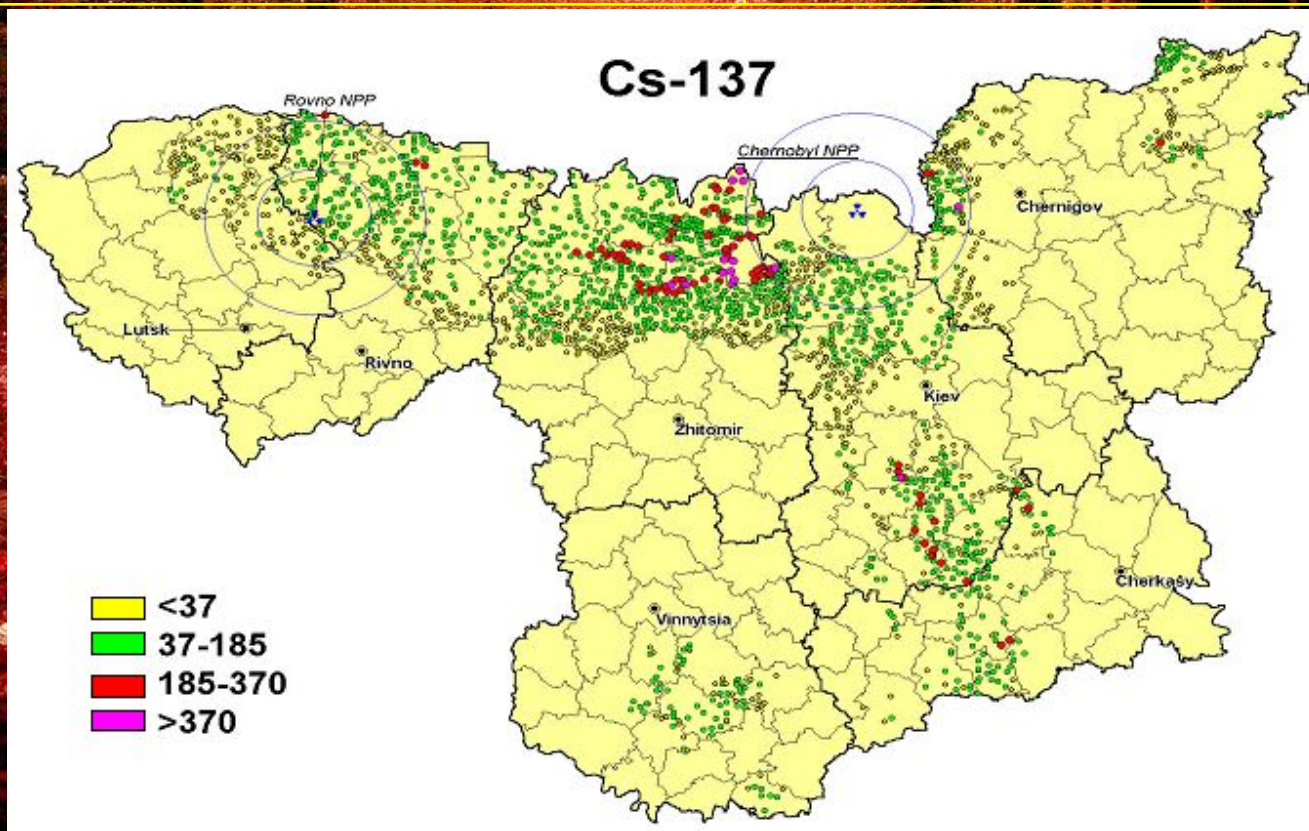 Cs-137
Rovno NPP
Chernobyl NPP
Chernigov
Lutsk
Rivno
Kiev
Zhitomir
Cherkasy
Vinnytsia
<37
37-185
185-370
>370